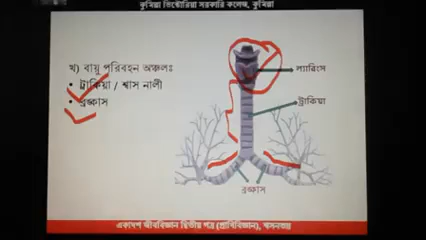 কুমিল্লা ভিক্টোরিয়া সরকারি কলেজ, কুমিল্লা
খ) বায়ু পরিবহন অঞ্চলঃ
• ট্রাকিয়া / শ্বাস নালী
• ব্রঙ্কাস
ল্যারিংস
ট্রাকিয়া
ব্রঙ্কাস
একাদশ জীববিজ্ঞান দ্বিতীয় পত্র (প্রাণিবিজ্ঞান), শ্বসনতন্ত্র